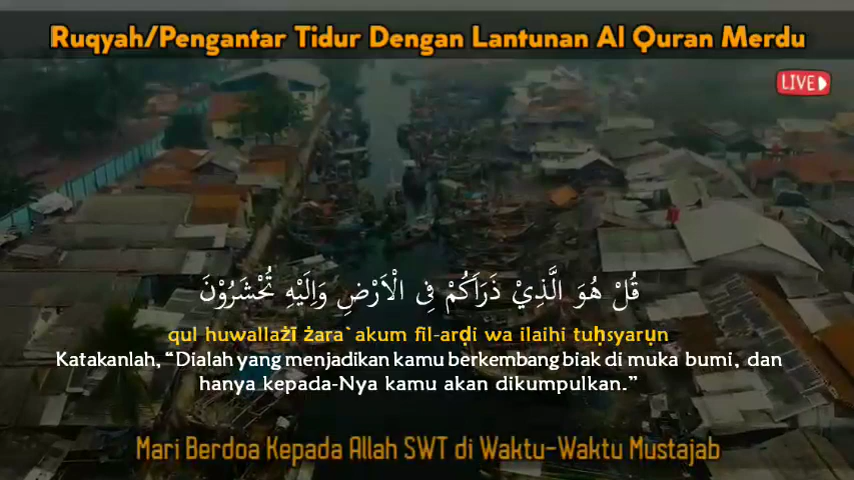 Ruqyah/Pengantar Tidur Dengan Lantunan Al Quran Merdu
LIVE
قُلْ هُوَ الَّذِيْ ذَرَاَكُمْ فِى الْاَرْضِ وَاِلَيْهِ تُحْشَرُوْنَ
qul huwallażī żara`akum fil-arḍi wa ilaihi tuḥsyarụn
Katakanlah, “Dialah yang menjadikan kamu berkembang biak di muka bumi, dan
hanya kepada-Nya kamu akan dikumpulkan.”
Mari Berdoa Kepada Allah SWT di Waktu-Waktu Mustajab